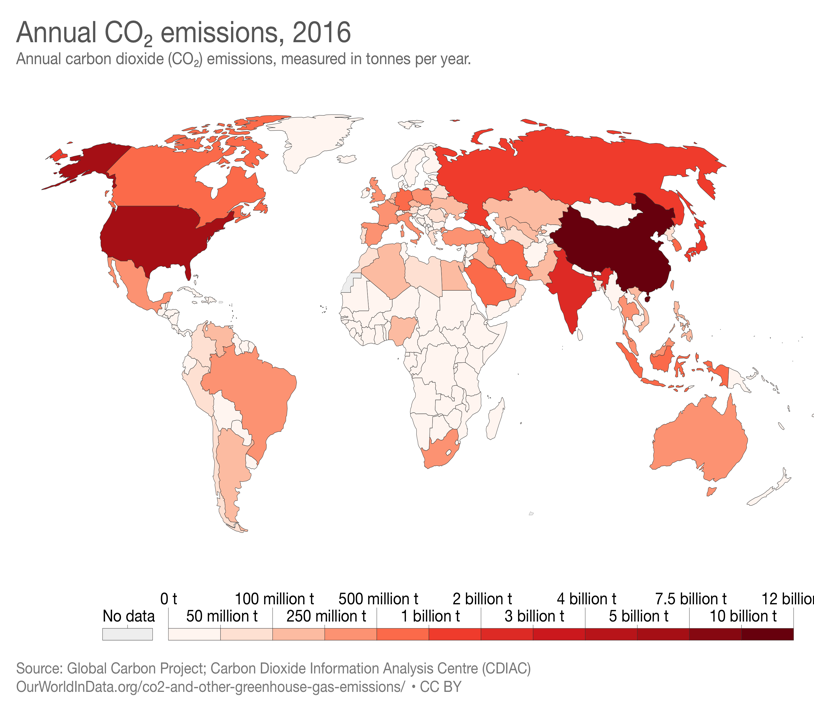 Annual CO₂ emissions, 2016
Annual carbon dioxide (CO₂) emissions, measured in tonnes per year.
0 t 100 million t 500 million t 2 billion t 4 billion t 7.5 billion t 12 billio
No data 50 million t 250 million t 1 billion t 3 billion t 5 billion t 10 billion t
Source: Global Carbon Project; Carbon Dioxide Information Analysis Centre (CDIAC)
OurWorldInData.org/co2-and-other-greenhouse-gas-emissions/ • CC BY